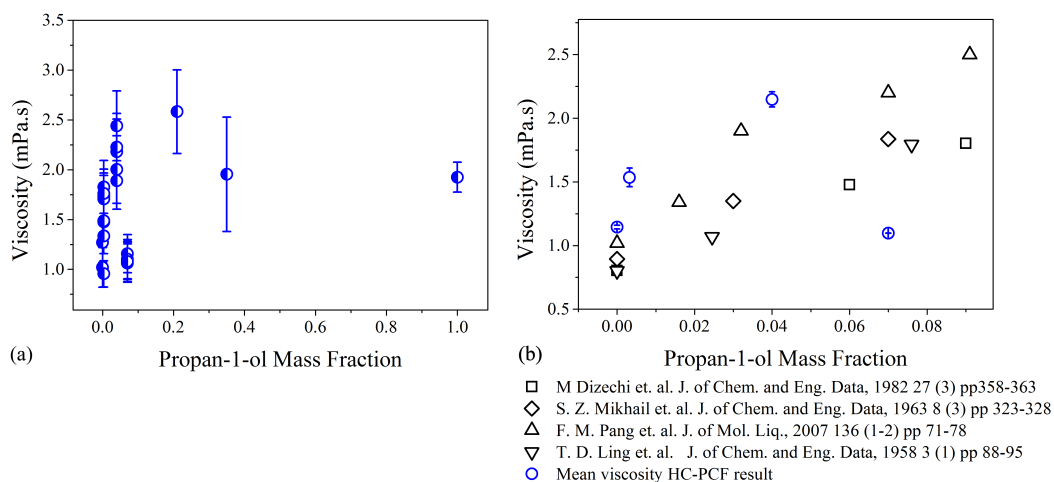 3.5
3.0
2.5
2.0
1.5
1.0
Viscosity (mPa.s)
0.0 0.2 0.4 0.6 0.8 1.0
(a)
Propan-1-ol Mass Fraction
2.5
2.0
1.5
1.0
0.5
Viscosity (mPa.s)
0.00 0.02 0.04 0.06 0.08
(b)
Propan-1-ol Mass Fraction
M Dizechi et. al. J. of Chem. and Eng. Data, 1982 27 (3) pp358-363
S. Z. Mikhail et. al. J. of Chem. and Eng. Data, 1963 8 (3) pp 323-328
F. M. Pang et. al. J. of Mol. Liq., 2007 136 (1-2) pp 71-78
T. D. Ling et. al. J. of Chem. and Eng. Data, 1958 3 (1) pp 88-95
Mean viscosity HC-PCF result